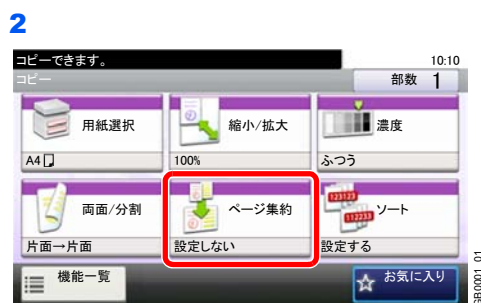 2
コピーできます。 10:10
コピー 部数 1
用紙選択 縮小/拡大 濃度
A4 100% ふつう
両面/分割 ページ集約 ソート
片面→片面 設定しない 設定する
機能一覧 お気に入り
123123
112233
GB0001_01